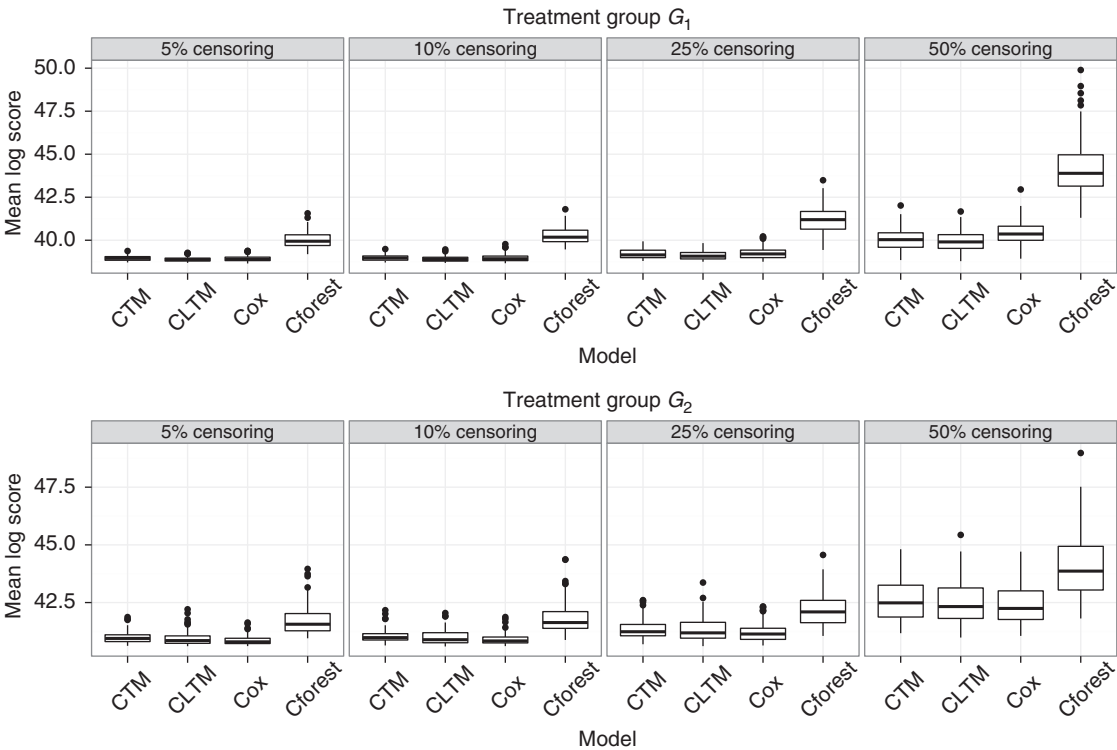 Treatment group G1
5% censoring 10% censoring 25% censoring 50% censoring
Mean log score
50.0
47.5
45.0
42.5
40.0
CTM CLTM Cox Cforest CTM CLTM Cox Cforest CTM CLTM Cox Cforest CTM CLTM Cox Cforest
Model
Treatment group G2
5% censoring 10% censoring 25% censoring 50% censoring
Mean log score
47.5
45.0
42.5
CTM CLTM Cox Cforest CTM CLTM Cox Cforest CTM CLTM Cox Cforest CTM CLTM Cox Cforest
Model